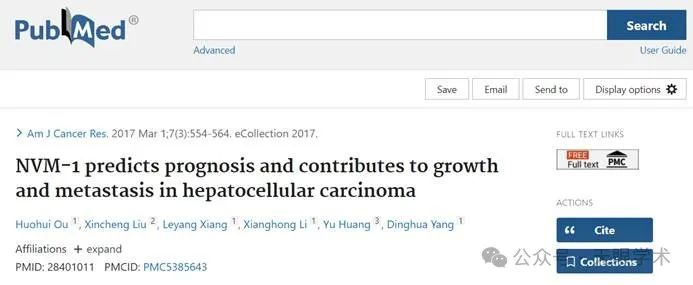 PubMed®
Search
Advanced
User Guide
Save
Email
Send to
Display options
Am J Cancer Res. 2017 Mar 1;7(3):554-564. eCollection 2017.
NVM-1 predicts prognosis and contributes to growth
and metastasis in hepatocellular carcinoma
Huohui Ou 1, Xincheng Liu 2, Leyang Xiang 1, Xianghong Li 1, Yu Huang 3, Dinghua Yang 1
Affiliations + expand
PMID: 28401011 PMCID: PMC5385643
FULL TEXT LINKS
FREE
Full text PMC
ACTIONS
Cite
Collections
公众号 · 天眼学术